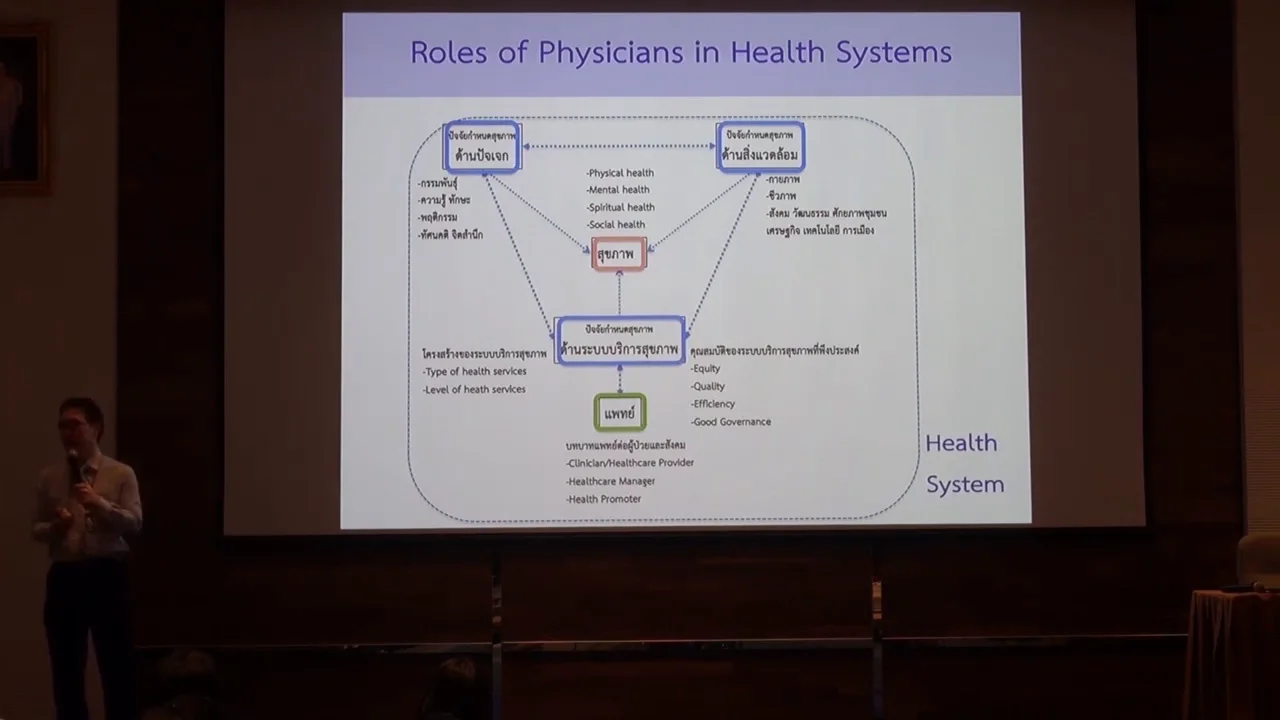 Roles of Physicians in Health Systems
ปัจจัยกำหนดสุขภาพ
ด้านปัจเจก
-กรรมพันธุ์
-ความรู้ ทักษะ
-พฤติกรรม
-ทัศนคติ จิตสำนึก
ปัจจัยกำหนดสุขภาพ
ด้านสิ่งแวดล้อม
-กายภาพ
-ชีวภาพ
-สังคม วัฒนธรรม ศักยภาพชุมชน
เศรษฐกิจ เทคโนโลยี การเมือง
-Physical health
-Mental health
-Spiritual health
-Social health
สุขภาพ
ปัจจัยกำหนดสุขภาพ
ด้านระบบบริการสุขภาพ
โครงสร้างของระบบบริการสุขภาพ
-Type of health services
-Level of heath services
คุณสมบัติของระบบบริการสุขภาพที่พึงประสงค์
-Equity
-Quality
-Efficiency
-Good Governance
แพทย์
บทบาทแพทย์ต่อผู้ป่วยและสังคม
-Clinician/Healthcare Provider
-Healthcare Manager
-Health Promoter
Health
System